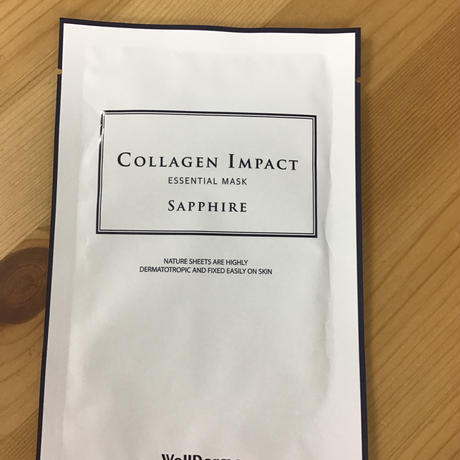 COLLAGEN IMPACT
ESSENTIAL MASK
SAPPHIRE
NATURE SHEETS ARE HIGHLY
DERMATOTROPIC AND FIXED EASILY ON SKIN